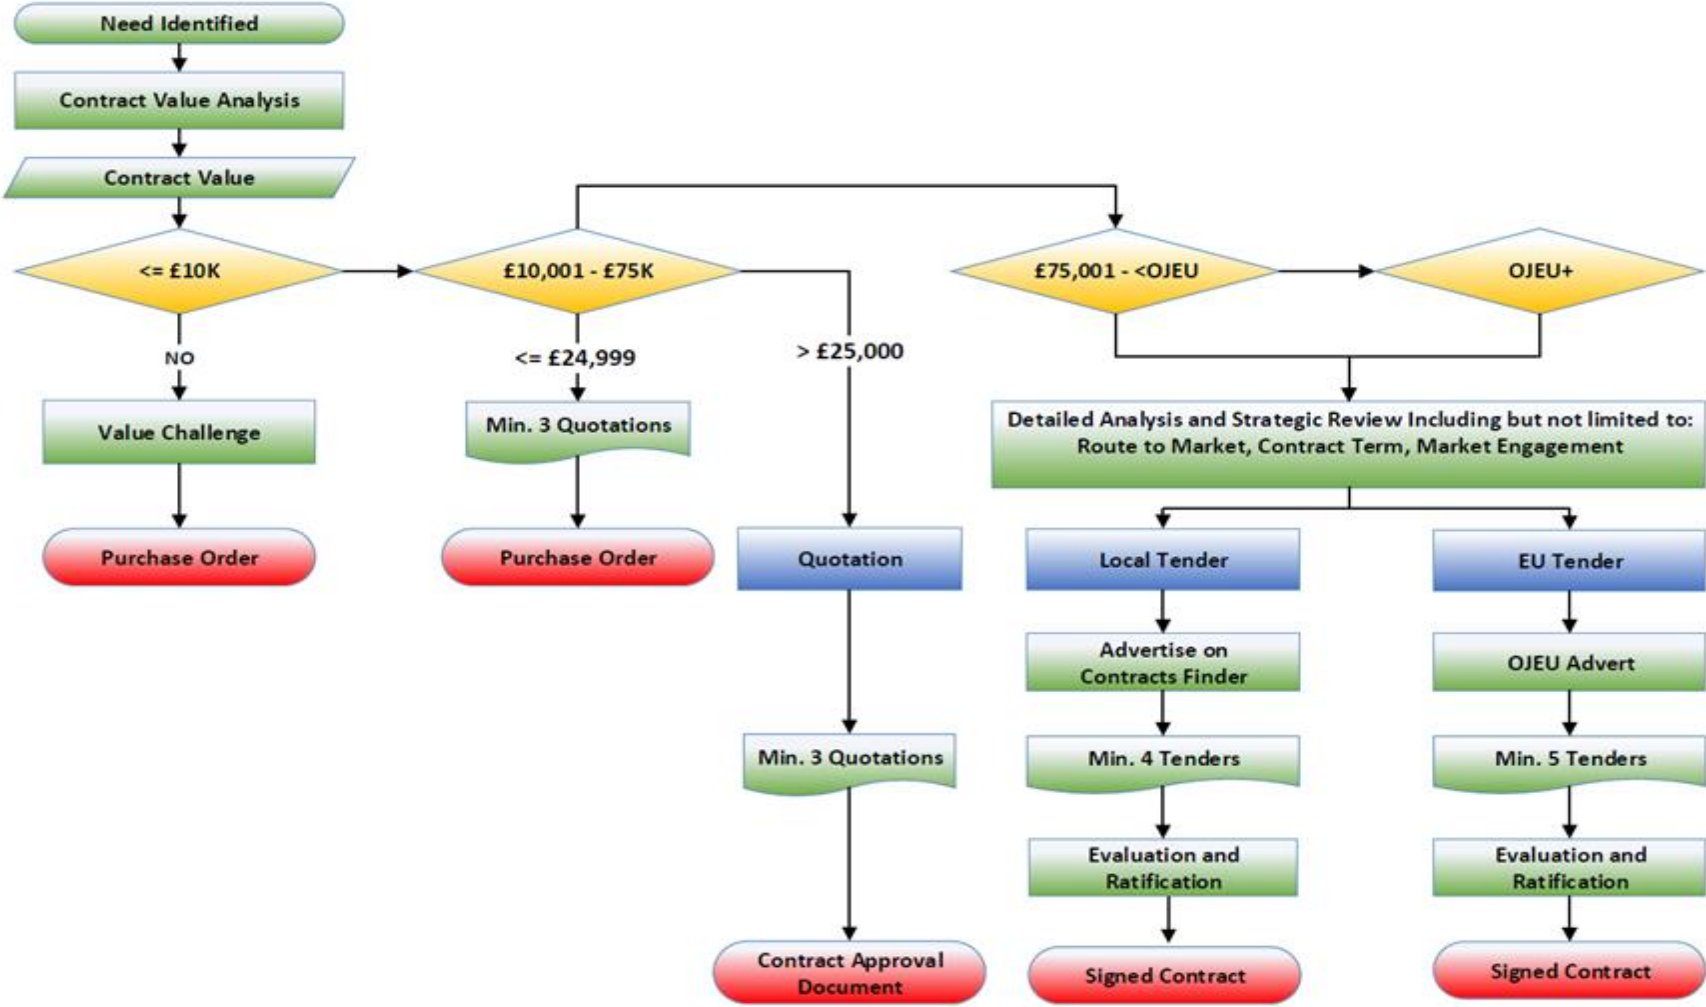 Need Identified
Contract Value Analysis
Contract Value
<= £10K
£10,001 - £75K
£75,001 - <OJEU
OJEU+
NO
<= £24,999
> £25,000
Value Challenge
Min. 3 Quotations
Detailed Analysis and Strategic Review Including but not limited to:
Route to Market, Contract Term, Market Engagement
Purchase Order
Purchase Order
Quotation
Local Tender
EU Tender
Advertise on
Contracts Finder
OJEU Advert
Min. 3 Quotations
Min. 4 Tenders
Min. 5 Tenders
Evaluation and
Ratification
Evaluation and
Ratification
Contract Approval
Document
Signed Contract
Signed Contract